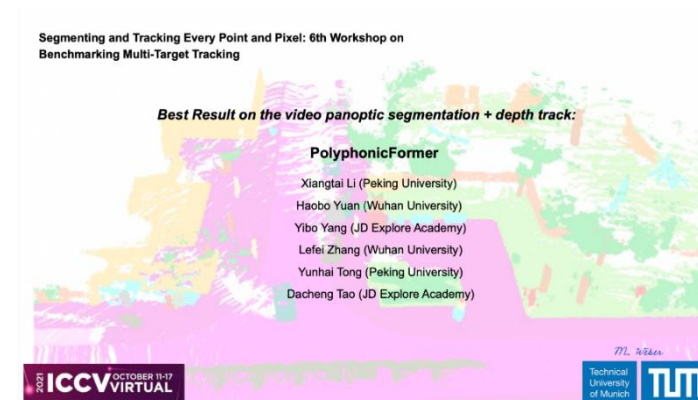 Segmenting and Tracking Every Point and Pixel: 6th Workshop on
Benchmarking Multi-Target Tracking
Best Result on the video panoptic segmentation + depth track:
PolyphonicFormer
Xiangtai Li (Peking University)
Haobo Yuan (Wuhan University)
Yibo Yang (JD Explore Academy)
Lefei Zhang (Wuhan University)
Yunhai Tong (Peking University)
Dacheng Tao (JD Explore Academy)
M. Weber
2021 ICCV OCTOBER 11-17
VIRTUAL
Technical
University
of Munich
TUM